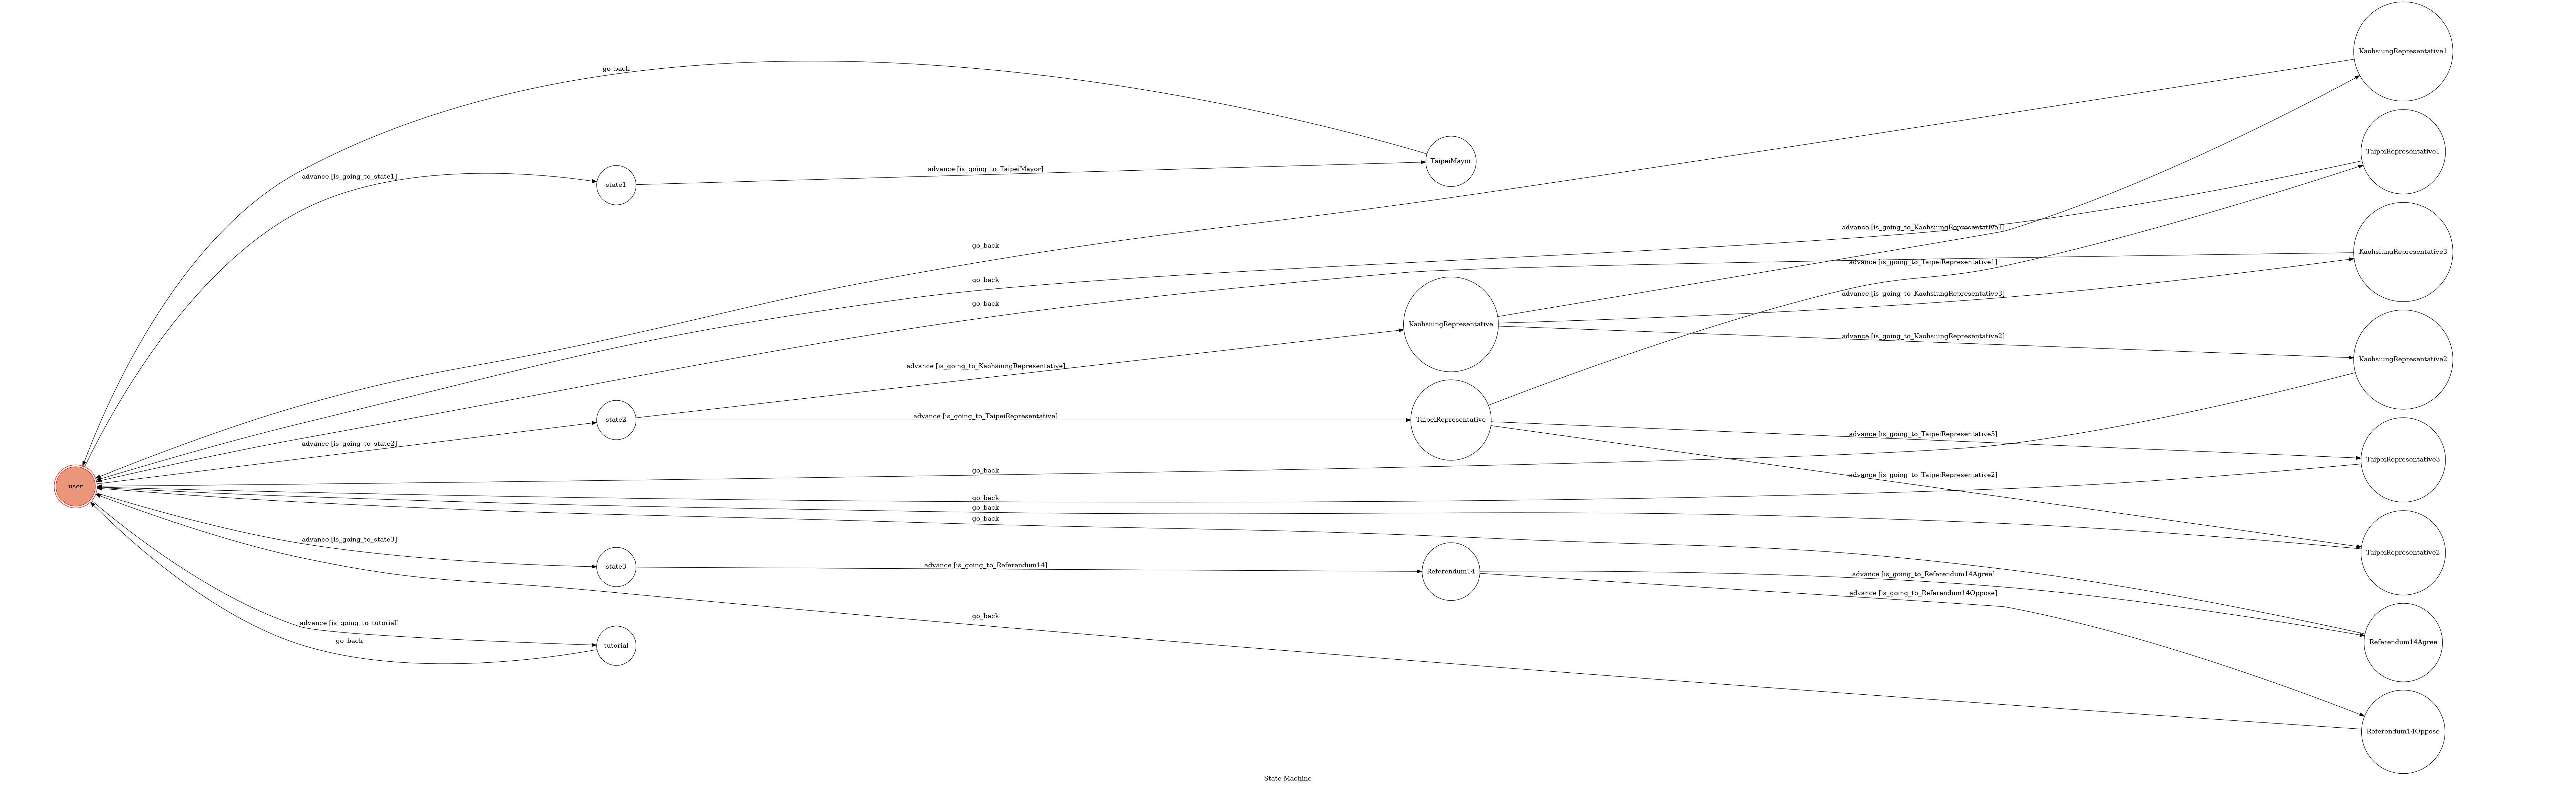 KaohsiungRepresentative1
go_back
TaipeiRepresentative1
TaipeiMayor
advance [is_going_to_TaipeiMayor]
advance [is_going_to_state1]
state1
advance [is_going_to_KaohsiungRepresentative1]
go_back
KaohsiungRepresentative3
advance [is_going_to_TaipeiRepresentative1]
go_back
advance [is_going_to_KaohsiungRepresentative3]
go_back
KaohsiungRepresentative
advance [is_going_to_KaohsiungRepresentative2]
KaohsiungRepresentative2
advance [is_going_to_KaohsiungRepresentative]
advance [is_going_to_TaipeiRepresentative]
state2
TaipeiRepresentative
advance [is_going_to_TaipeiRepresentative3]
advance [is_going_to_state2]
TaipeiRepresentative3
go_back
advance [is_going_to_TaipeiRepresentative2]
user
go_back
go_back
go_back
advance [is_going_to_state3]
TaipeiRepresentative2
state3
advance [is_going_to_Referendum14]
Referendum14
advance [is_going_to_Referendum14Agree]
advance [is_going_to_Referendum14Oppose]
go_back
advance [is_going_to_tutorial]
go_back
tutorial
Referendum14Agree
Referendum14Oppose
State Machine